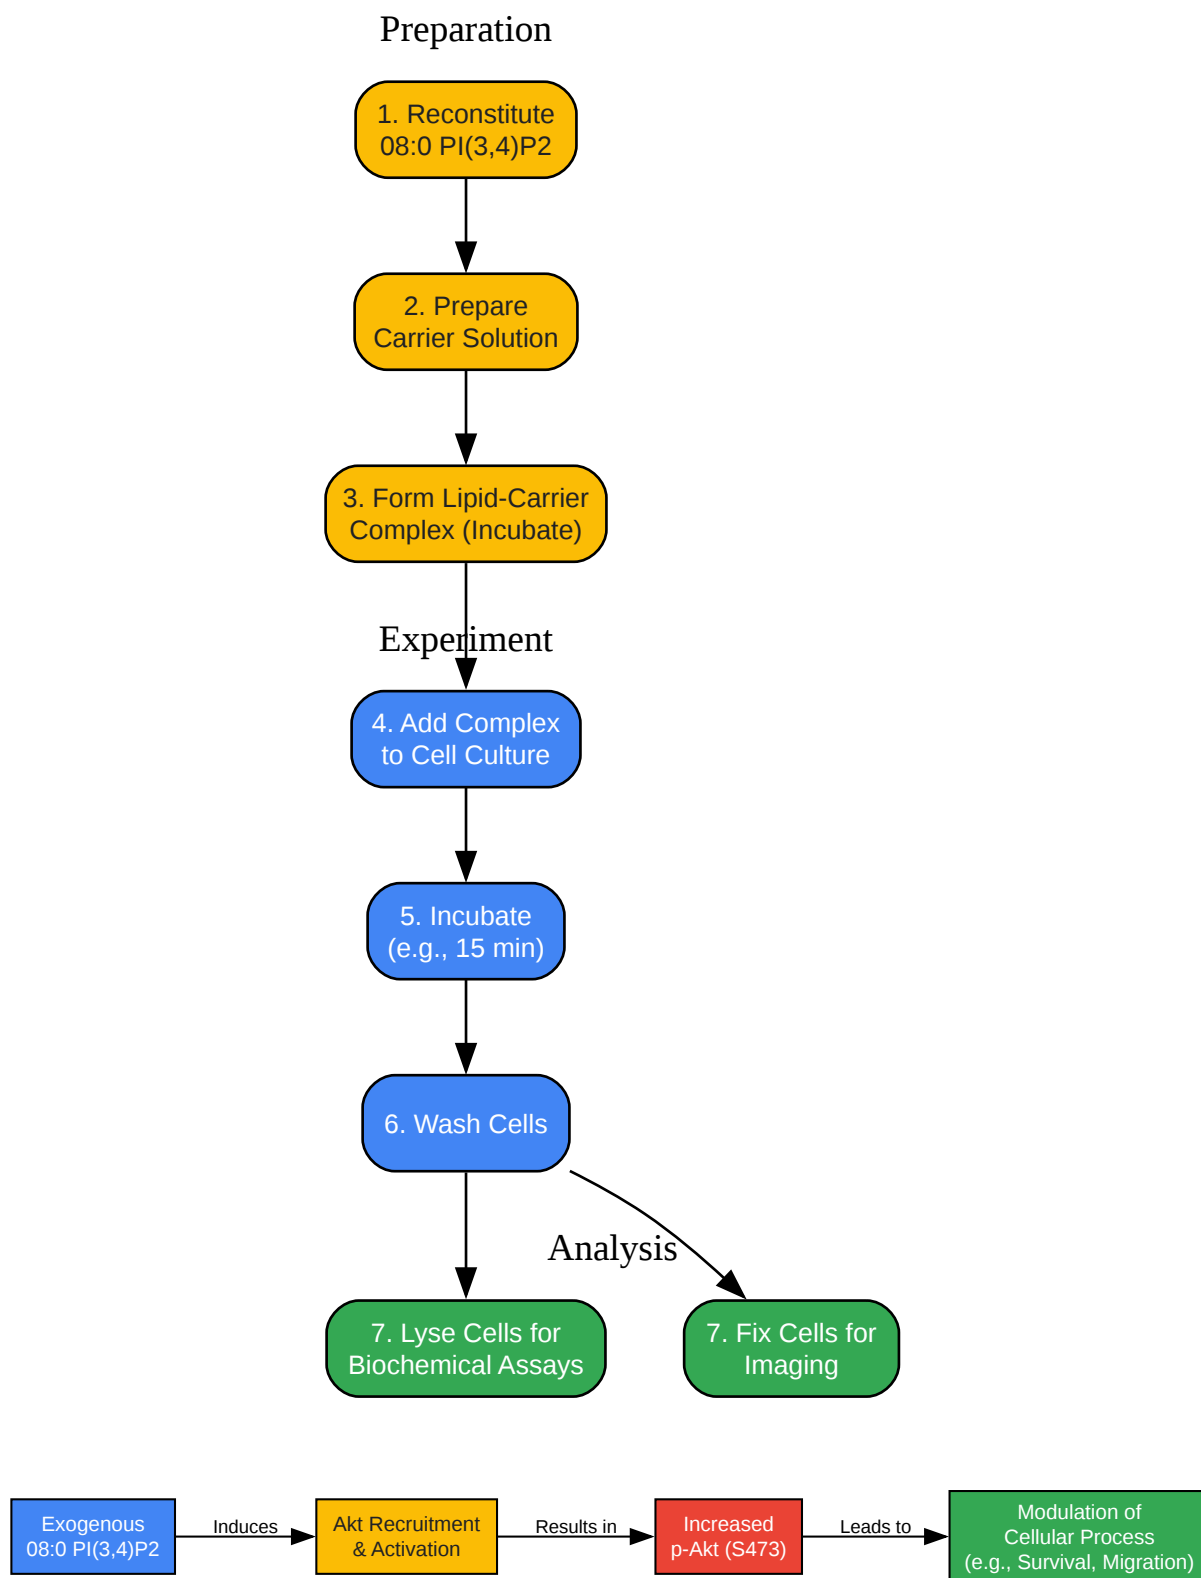 Preparation
1. Reconstitute
08:0 PI(3,4)P2
2. Prepare
Carrier Solution
3. Form Lipid-Carrier
Complex (Incubate)
Experiment
4. Add Complex
to Cell Culture
5. Incubate
(e.g., 15 min)
6. Wash Cells
Analysis
7. Lyse Cells for
Biochemical Assays
7. Fix Cells for
Imaging
Exogenous
08:0 PI(3,4)P2
Induces
Akt Recruitment
& Activation
Results in
Increased
p-Akt (S473)
Leads to
Modulation of
Cellular Process
(e.g., Survival, Migration)